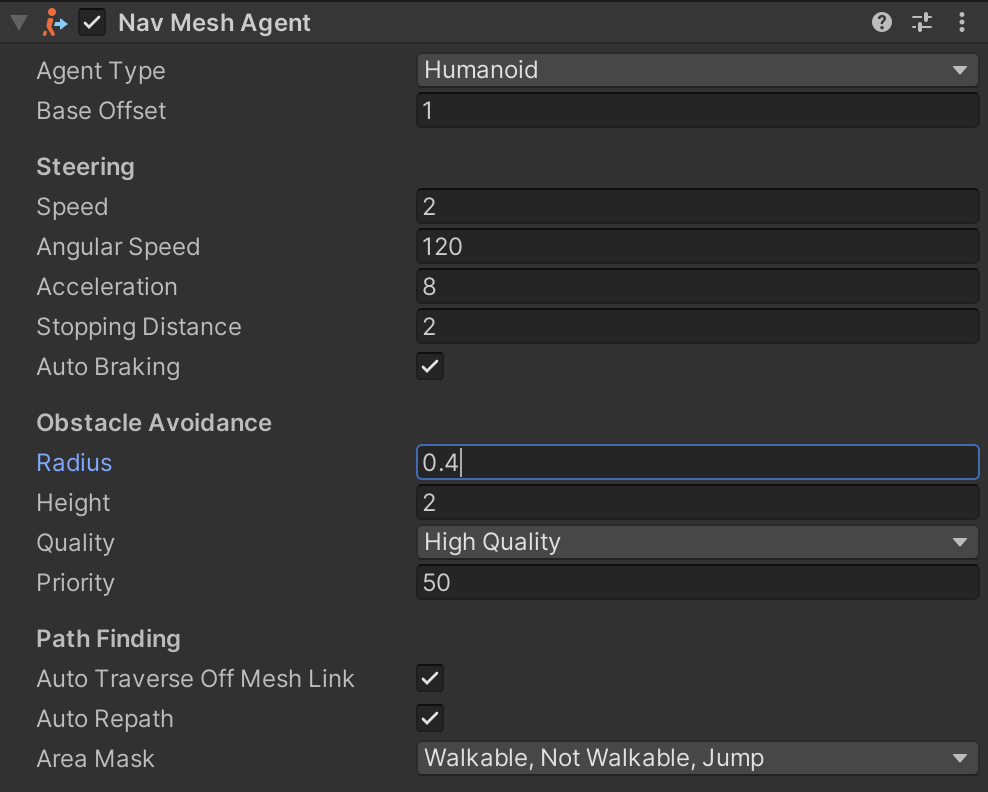 Nav Mesh Agent
Agent Type Humanoid
Base Offset 1
Steering
Speed 2
Angular Speed 120
Acceleration 8
Stopping Distance 2
Auto Braking
Obstacle Avoidance
Radius 0.4
Height 2
Quality High Quality
Priority 50
Path Finding
Auto Traverse Off Mesh Link
Auto Repath
Area Mask Walkable, Not Walkable, Jump